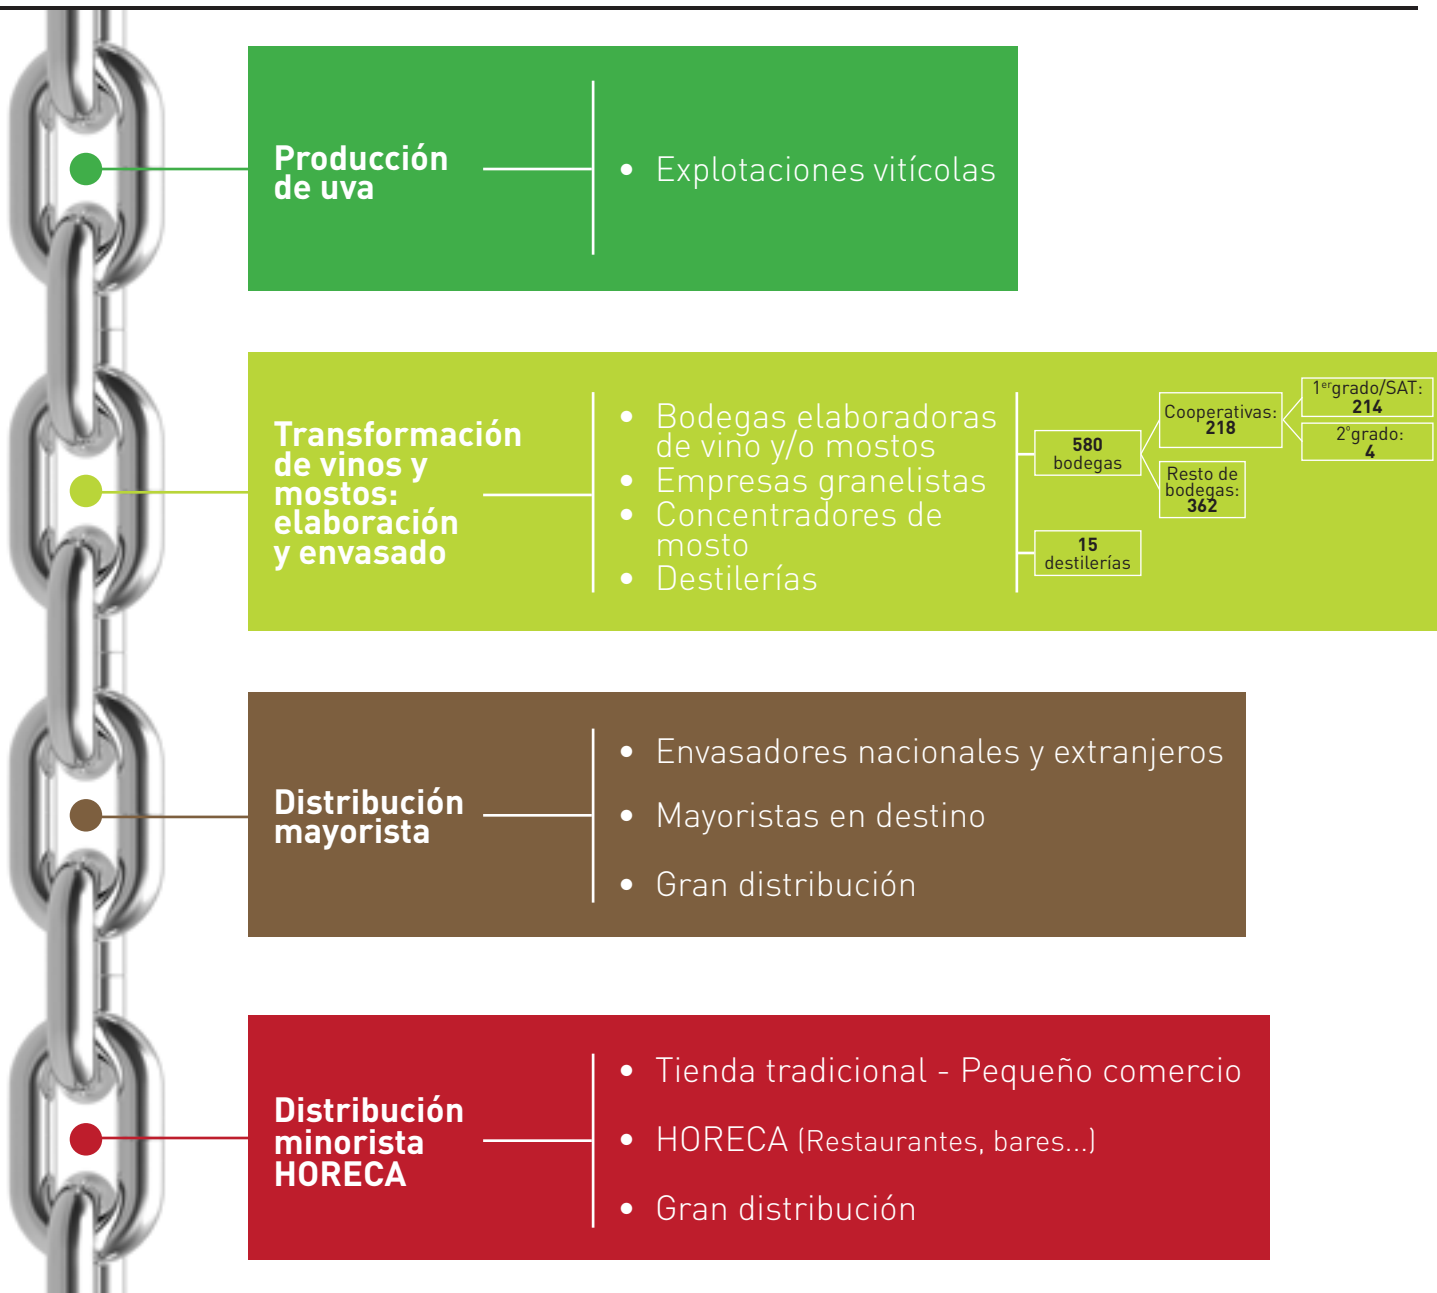 Producción
de uva
• Explotaciones vitícolas
Transformación
de vinos y
mostos:
elaboración
y envasado
• Bodegas elaboradoras
de vino y/o mostos
• Empresas granelistas
• Concentradores de
mosto
• Destilerías
580
bodegas
Cooperativas:
218
1er grado/SAT:
214
2º grado:
4
Resto de
bodegas:
362
15
destilerías
Distribución
mayorista
• Envasadores nacionales y extranjeros
• Mayoristas en destino
• Gran distribución
Distribución
minorista
HORECA
• Tienda tradicional - Pequeño comercio
• HORECA (Restaurantes, bares...)
• Gran distribución